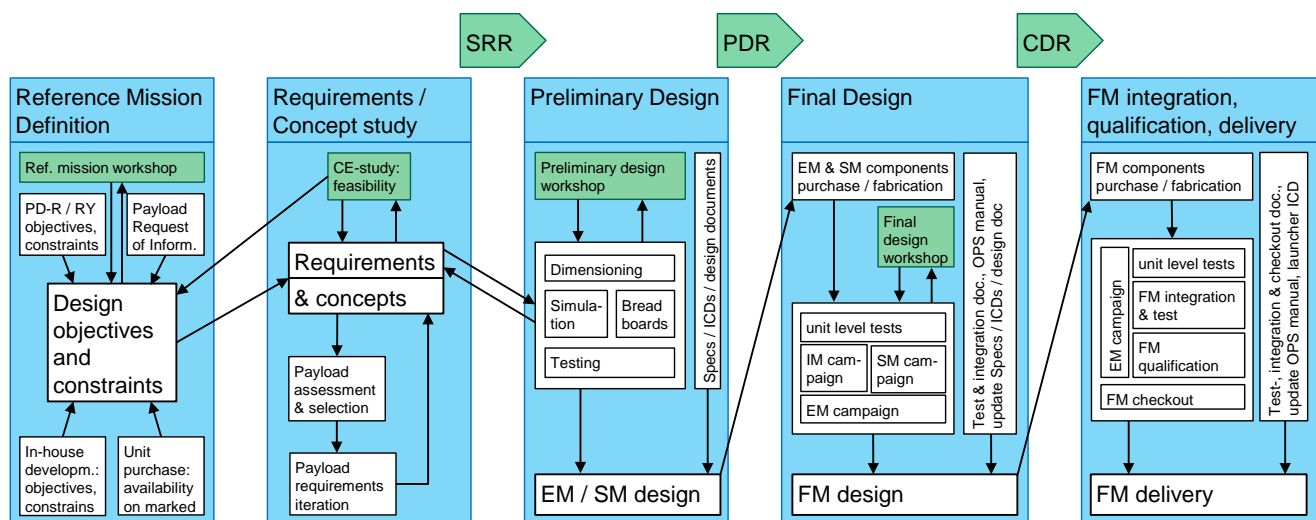 SRR
PDR
CDR
Reference Mission
Definition
Ref. mission workshop
PD-R / RY
objectives,
constraints
Payload
Request
of Inform.
Design
objectives
and
constraints
In-house
developm.:
objectives,
constrains
Unit
purchase:
availability
on marked
Requirements /
Concept study
CE-study:
feasibility
Requirements
& concepts
Payload
assessment
& selection
Payload
requirements
iteration
Preliminary Design
Preliminary design
workshop
Dimensioning
Simula-
tion
Bread
boards
Testing
Specs / ICDs / design documents
EM / SM design
Final Design
EM & SM components
purchase / fabrication
Final
design
workshop
unit level tests
IM cam-
paign
SM cam-
paign
EM campaign
Test & integration doc., OPS manual,
update Specs / ICDs / design doc
FM design
FM integration,
qualification, delivery
FM components
purchase / fabrication
EM campaign
unit level tests
FM integration
& test
FM
qualification
FM checkout
Test-, integration & checkout doc.,
update OPS manual, launcher ICD
FM delivery